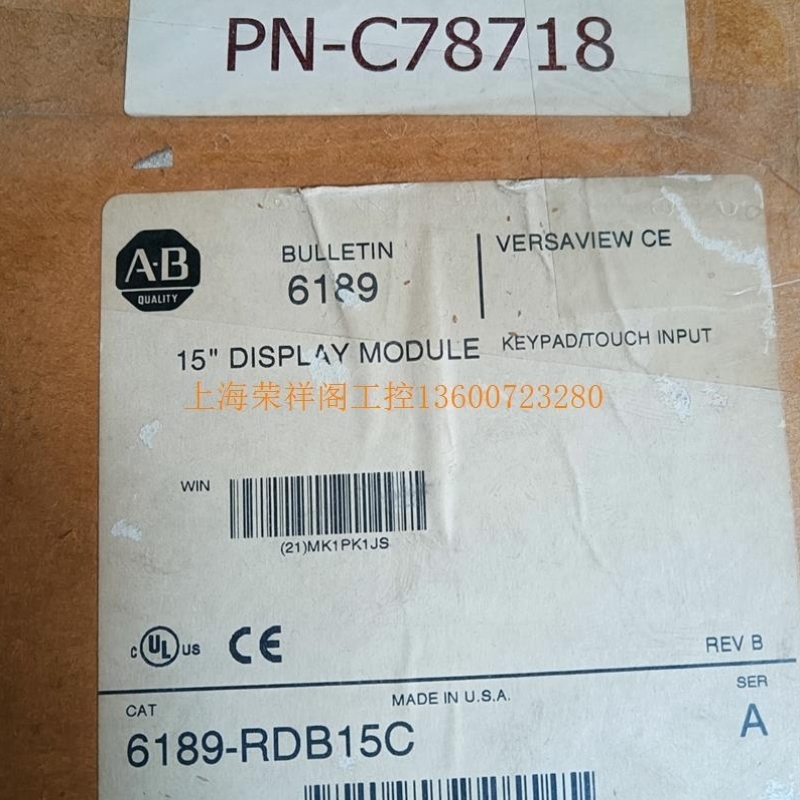 PN-C78718
A-B
QUALITY
BULLETIN
6189
VERSAVIEW CE
15" DISPLAY MODULE
KEYPAD/TOUCH INPUT
上海荣祥阁工控13600723280
WIN
(21)MK1PK1JS
C UL US CE
REV B
CAT
MADE IN U.S.A.
SER
6189-RDB15C
A